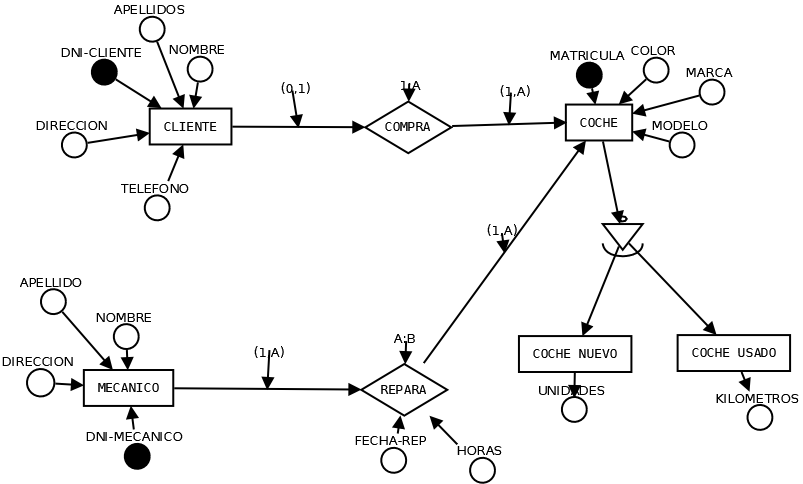 APELLIDOS
DNI-CLIENTE
NOMBRE
DIRECCION
CLIENTE
TELEFONO
(0,1)
1:A
COMPRA
(1,A)
MATRICULA
COLOR
MARCA
COCHE
MODELO
(1,A)
APELLIDO
NOMBRE
DIRECCION
MECANICO
DNI-MECANICO
(1,A)
A:B
REPARA
FECHA-REP
HORAS
COCHE NUEVO
COCHE USADO
UNIDADES
KILOMETROS